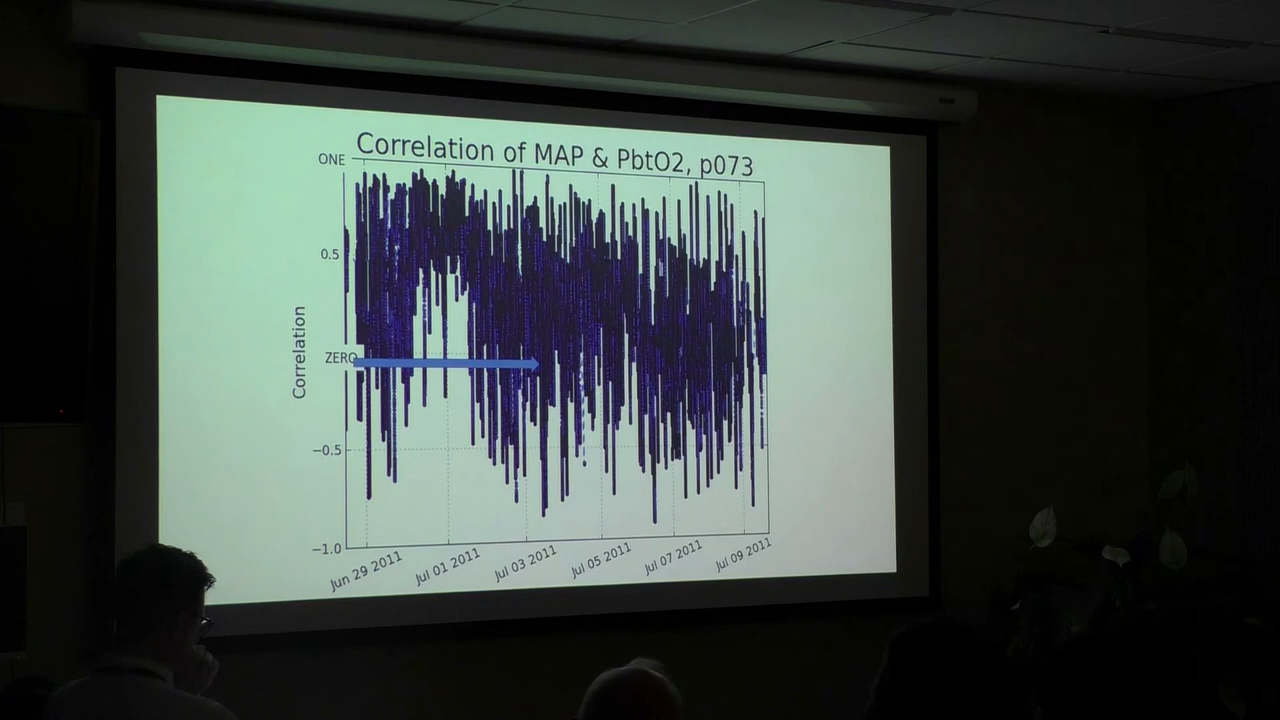 Correlation of MAP & PbtO2, p073
ONE
0.5
ZERO
−0.5
−1.0
Correlation
Jun 29 2011
Jul 01 2011
Jul 03 2011
Jul 05 2011
Jul 07 2011
Jul 09 2011